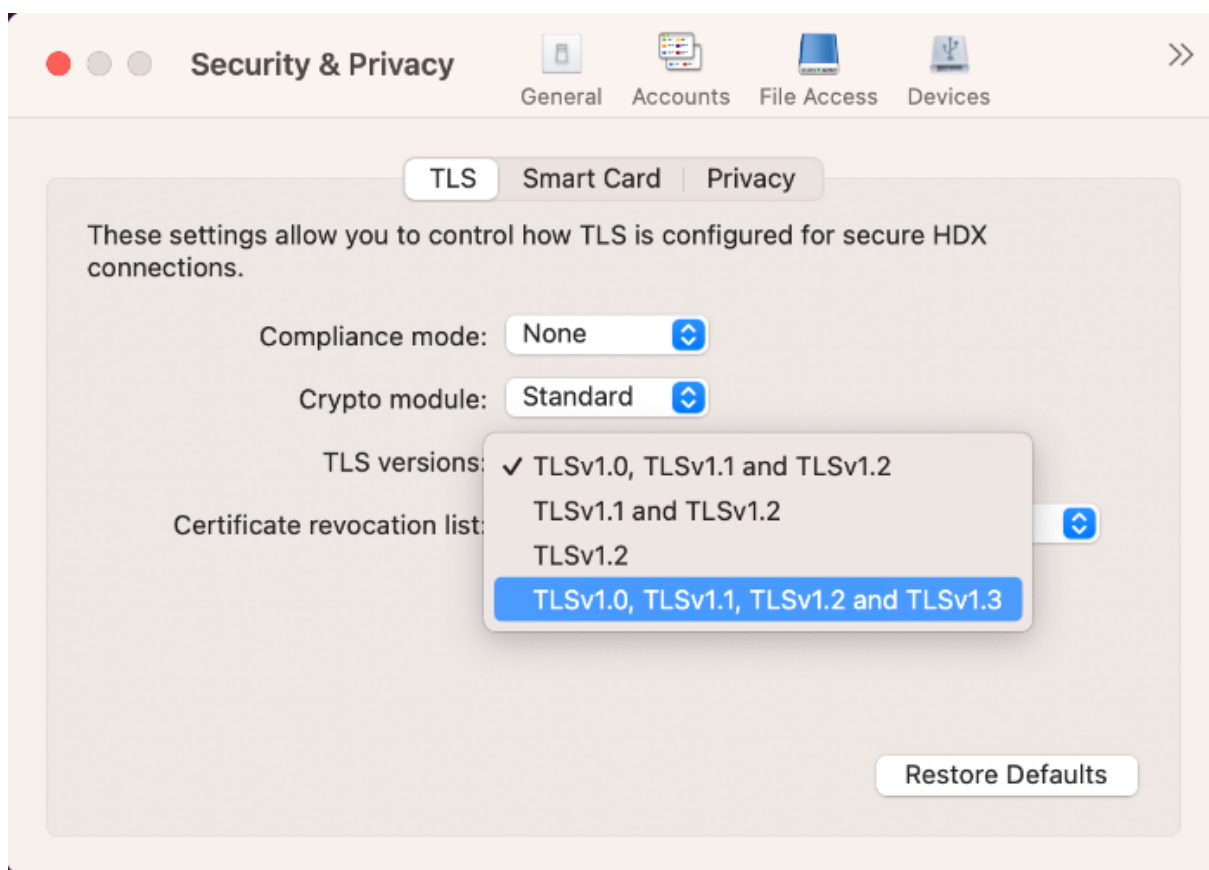 Security & Privacy
General
Accounts
File Access
Devices
TLS
Smart Card
Privacy
These settings allow you to control how TLS is configured for secure HDX
connections.
Compliance mode: None
Crypto module: Standard
TLS versions: ✓ TLSv1.0, TLSv1.1 and TLSv1.2
TLSv1.1 and TLSv1.2
Certificate revocation list:
TLSv1.2
TLSv1.0, TLSv1.1, TLSv1.2 and TLSv1.3
Restore Defaults